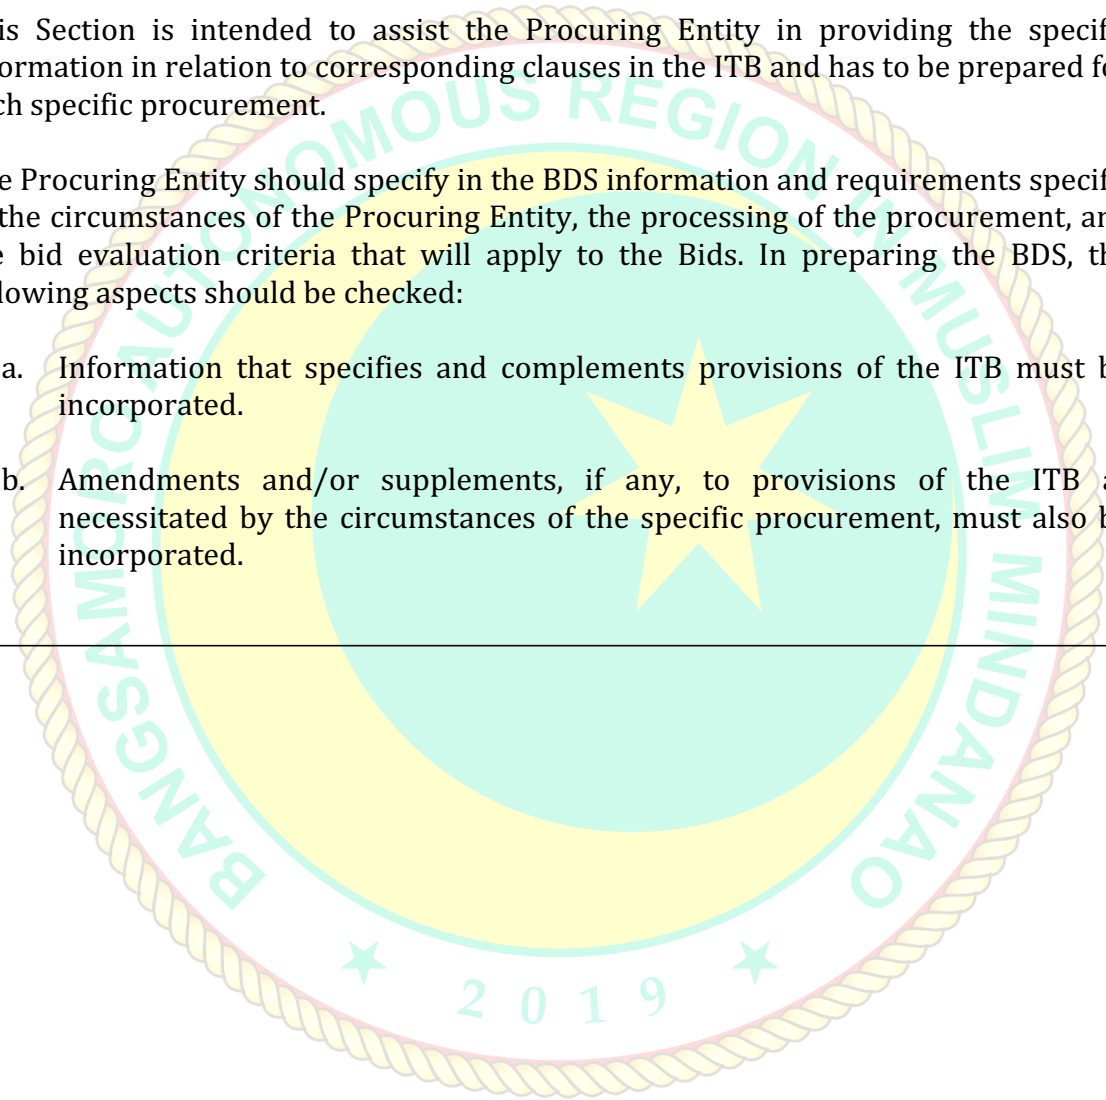 is Section is intended to assist the Procuring Entity in providing the specif
ormation in relation to corresponding clauses in the ITB and has to be prepared fo
ch specific procurement.
e Procuring Entity should specify in the BDS information and requirements specif
the circumstances of the Procuring Entity, the processing of the procurement, an
e bid evaluation criteria that will apply to the Bids. In preparing the BDS, th
lowing aspects should be checked:
a. Information that specifies and complements provisions of the ITB must b
incorporated.
b. Amendments and/or supplements, if any, to provisions of the ITB a
necessitated by the circumstances of the specific procurement, must also b
incorporated.
BANGSAMORO AUTONOMOUS REGION IN MUSLIM MINDANAO
2019